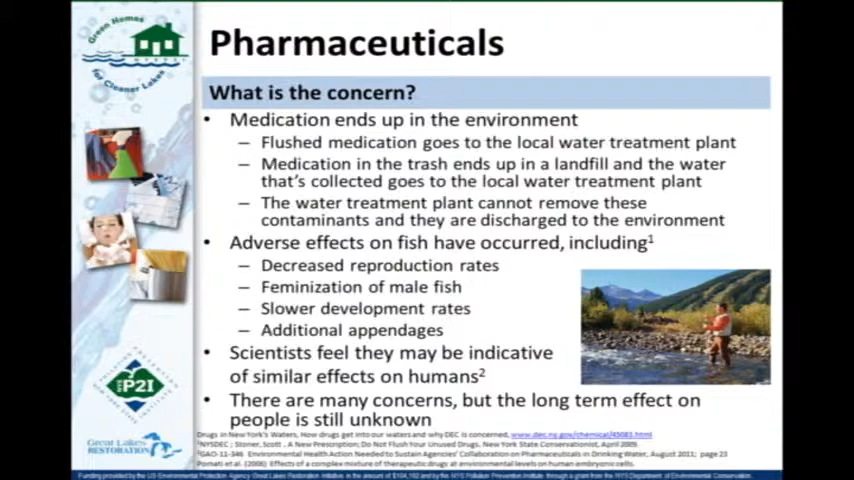 Green Homes
NYSP2I
for Cleaner Lakes
Pharmaceuticals
What is the concern?
• Medication ends up in the environment
– Flushed medication goes to the local water treatment plant
– Medication in the trash ends up in a landfill and the water
that's collected goes to the local water treatment plant
– The water treatment plant cannot remove these
contaminants and they are discharged to the environment
• Adverse effects on fish have occurred, including¹
– Decreased reproduction rates
– Feminization of male fish
– Slower development rates
– Additional appendages
• Scientists feel they may be indicative
of similar effects on humans²
• There are many concerns, but the long term effect on
people is still unknown
POLLUTION PREVENTION
NYS P2I
NEW YORK STATE INSTITUTE
Great Lakes
RESTORATION
Drugs in New York's Waters, How drugs get into our waters and why DEC is concerned, www.dec.ny.gov/chemical/45083.html
¹NYSDEC ; Stoner, Scott . A New Prescription; Do Not Flush Your Unused Drugs, New York State Conservationist, April 2009.
²GAO-11-346. Environmental Health Action Needed to Sustain Agencies' Collaboration on Pharmaceuticals in Drinking Water, August 2011; page 23
Pomati et al. (2006) Effects of a complex mixture of therapeutic drugs at environmental levels on human embryonic cells.
Funding provided by the US Environmental Protection Agency Great Lakes Restoration Initiative, in the amount of and by the NYS Pollution Prevention Institute through a grant from the NYS Department of Environmental Conservation.